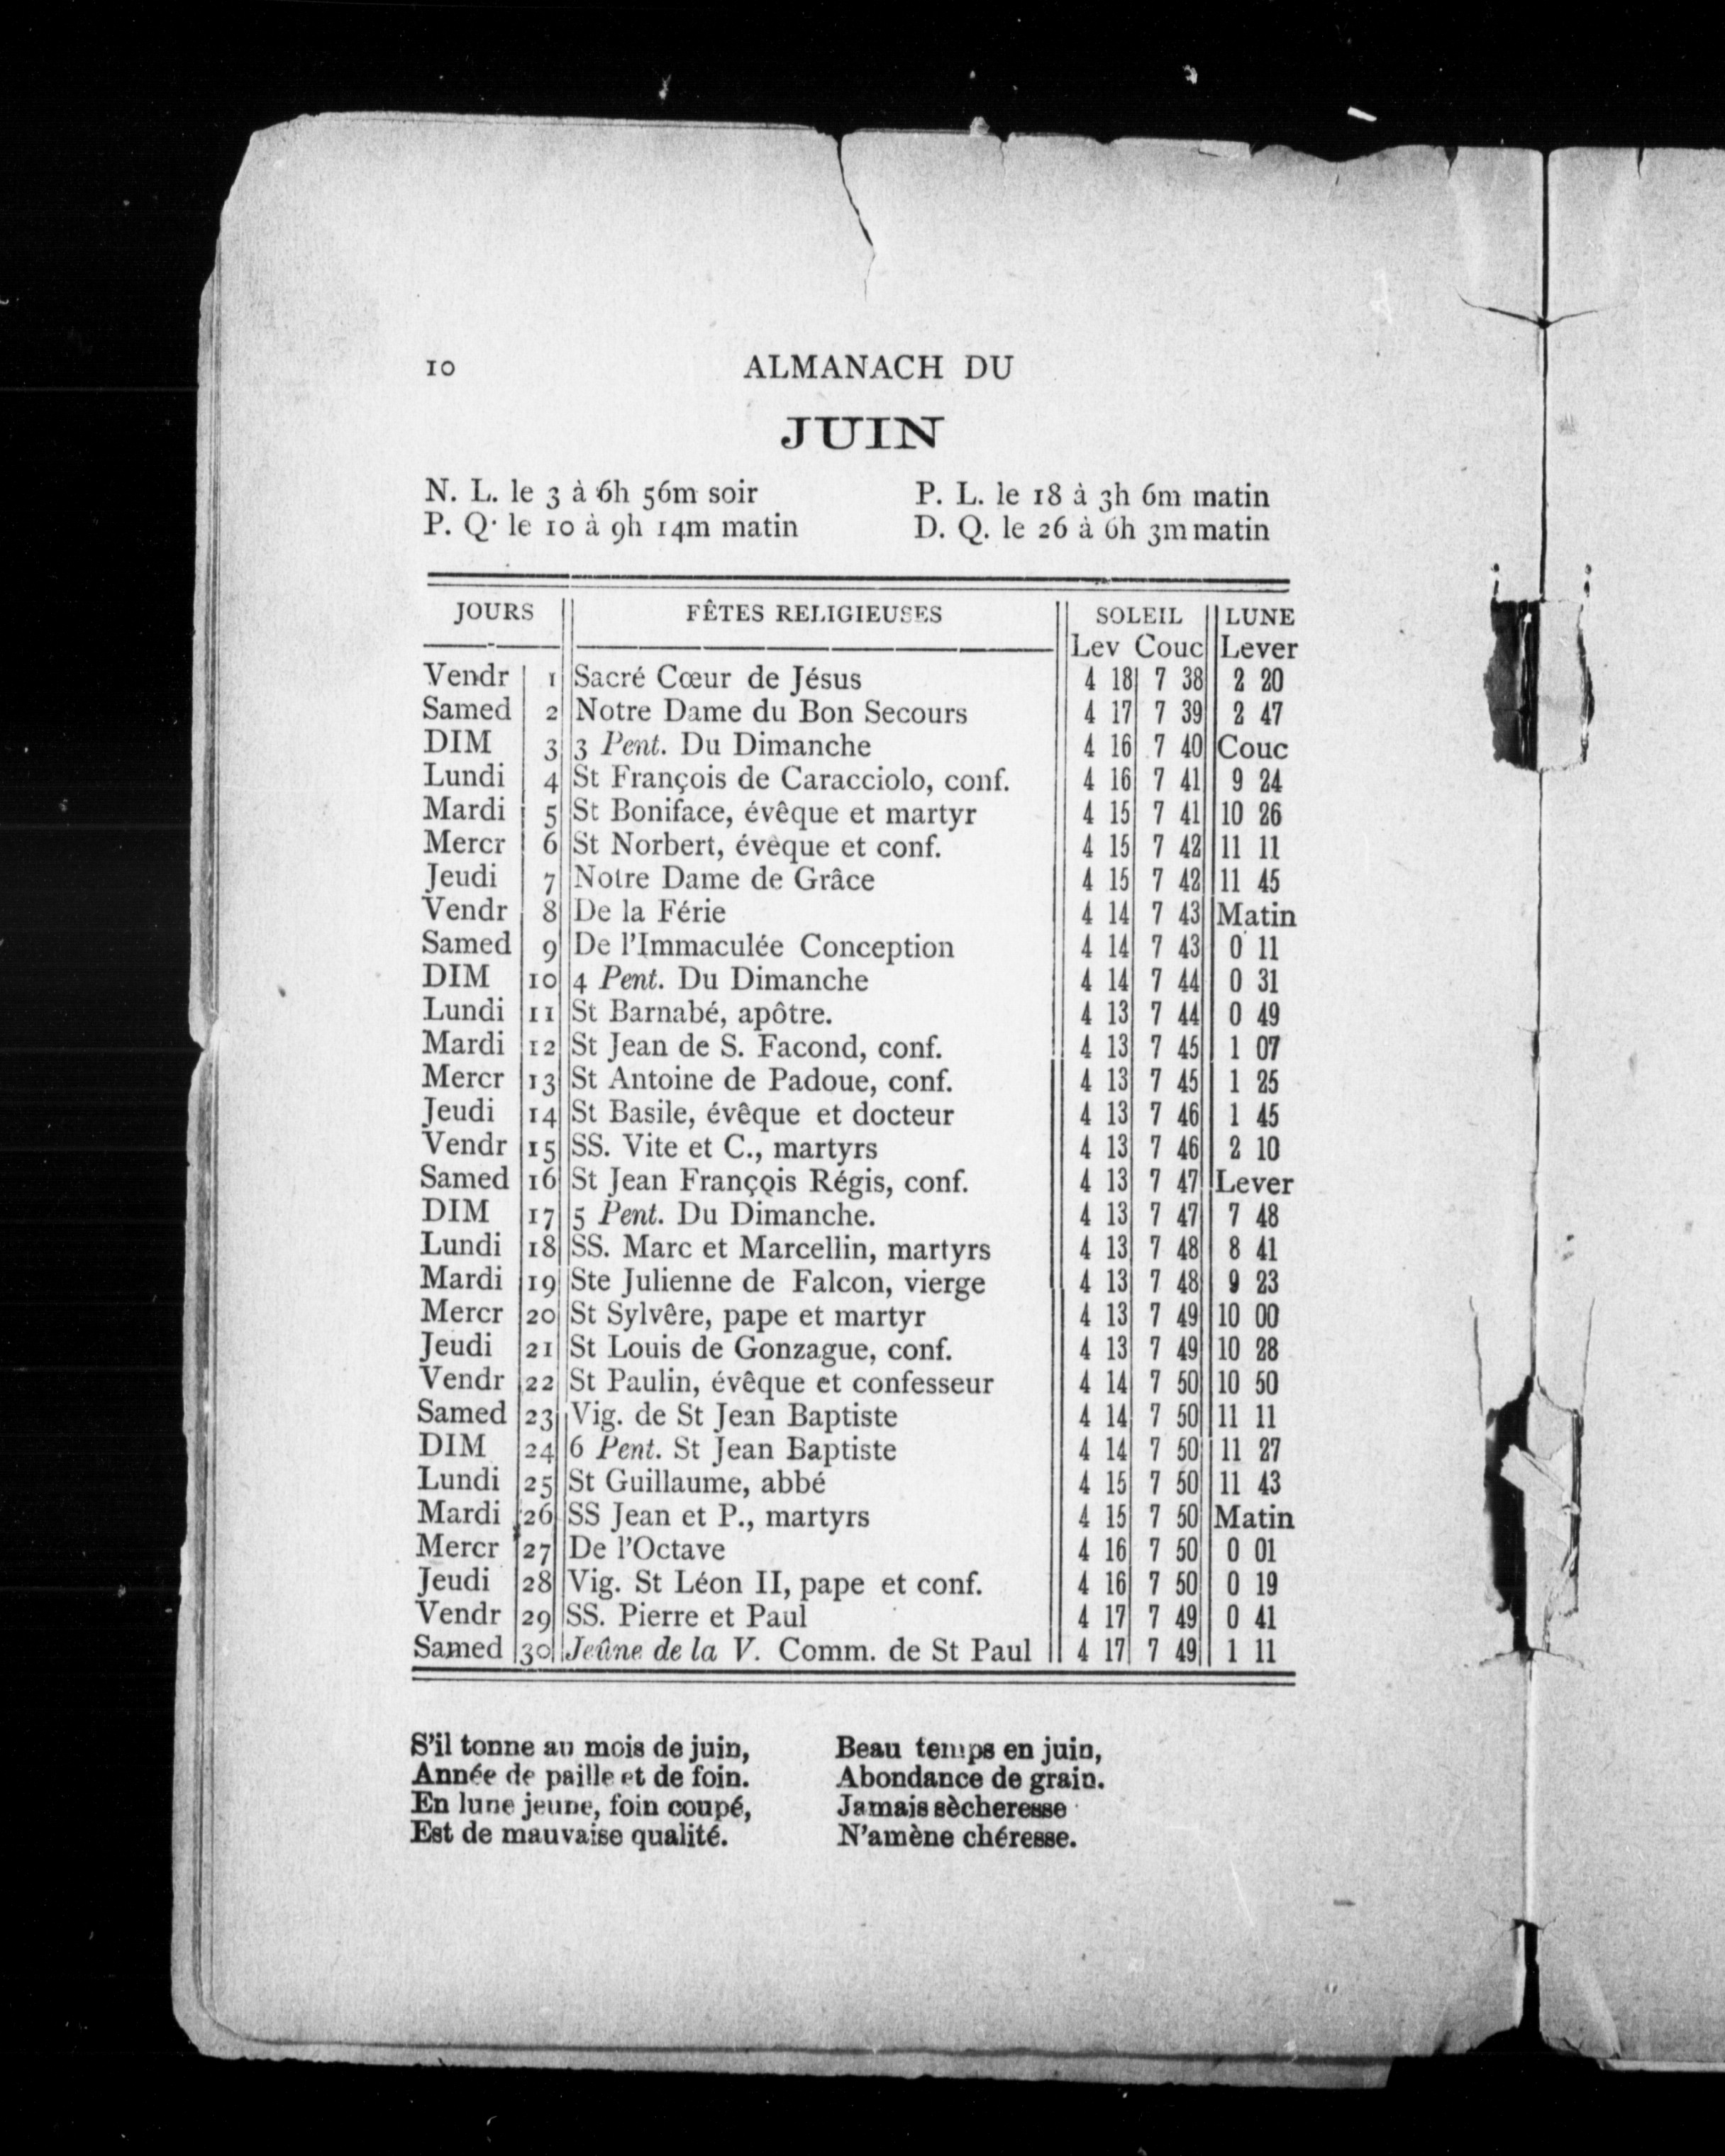 10 ALMANACH DU
JUIN
N. L. le 3 à 6h 56m soir P. L. le 18 à 3h 6m matin
P. Q. le 10 à 9h 14m matin D. Q. le 26 à 6h 3m matin
JOURS FÊTES RELIGIEUSES SOLEIL LUNE
Lev Couc Lever
Vendr 1 Sacré Cœur de Jésus 4 18 7 38 2 20
Samed 2 Notre Dame du Bon Secours 4 17 7 39 2 47
DIM 3 3 Pent. Du Dimanche 4 16 7 40 Couc
Lundi 4 St François de Caracciolo, conf. 4 16 7 41 9 24
Mardi 5 St Boniface, évêque et martyr 4 15 7 41 10 26
Mercr 6 St Norbert, évêque et conf. 4 15 7 42 11 11
Jeudi 7 Notre Dame de Grâce 4 15 7 42 11 45
Vendr 8 De la Férie 4 14 7 43 Matin
Samed 9 De l'Immaculée Conception 4 14 7 43 0 11
DIM 10 4 Pent. Du Dimanche 4 14 7 44 0 31
Lundi 11 St Barnabé, apôtre. 4 13 7 44 0 49
Mardi 12 St Jean de S. Facond, conf. 4 13 7 45 1 07
Mercr 13 St Antoine de Padoue, conf. 4 13 7 45 1 25
Jeudi 14 St Basile, évêque et docteur 4 13 7 46 1 45
Vendr 15 SS. Vite et C., martyrs 4 13 7 46 2 10
Samed 16 St Jean François Régis, conf. 4 13 7 47 Lever
DIM 17 5 Pent. Du Dimanche. 4 13 7 47 7 48
Lundi 18 SS. Marc et Marcellin, martyrs 4 13 7 48 8 41
Mardi 19 Ste Julienne de Falcon, vierge 4 13 7 48 9 23
Mercr 20 St Sylvêre, pape et martyr 4 13 7 49 10 00
Jeudi 21 St Louis de Gonzague, conf. 4 13 7 49 10 28
Vendr 22 St Paulin, évêque et confesseur 4 14 7 50 10 50
Samed 23 Vig. de St Jean Baptiste 4 14 7 50 11 11
DIM 24 6 Pent. St Jean Baptiste 4 14 7 50 11 27
Lundi 25 St Guillaume, abbé 4 15 7 50 11 43
Mardi 26 SS Jean et P., martyrs 4 15 7 50 Matin
Mercr 27 De l'Octave 4 16 7 50 0 01
Jeudi 28 Vig. St Léon II, pape et conf. 4 16 7 50 0 19
Vendr 29 SS. Pierre et Paul 4 17 7 49 0 41
Samed 30 Jeûne de la V. Comm. de St Paul 4 17 7 49 1 11
S'il tonne au mois de juin,
Année de paille et de foin.
En lune jeune, foin coupé,
Est de mauvaise qualité.
Beau temps en juin,
Abondance de grain.
Jamais sècheresse
N'amène chéresse.